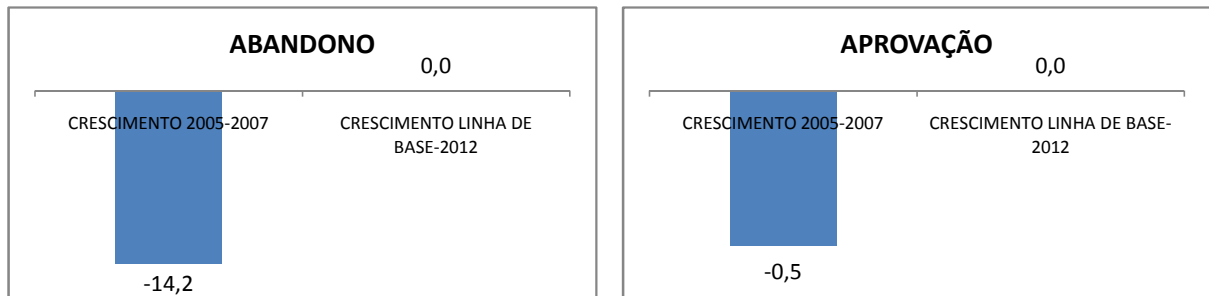 ABANDONO
0,0
CRESCIMENTO 2005-2007
CRESCIMENTO LINHA DE
BASE-2012
-14,2
APROVAÇÃO
0,0
CRESCIMENTO 2005-2007
CRESCIMENTO LINHA DE BASE-
2012
-0,5